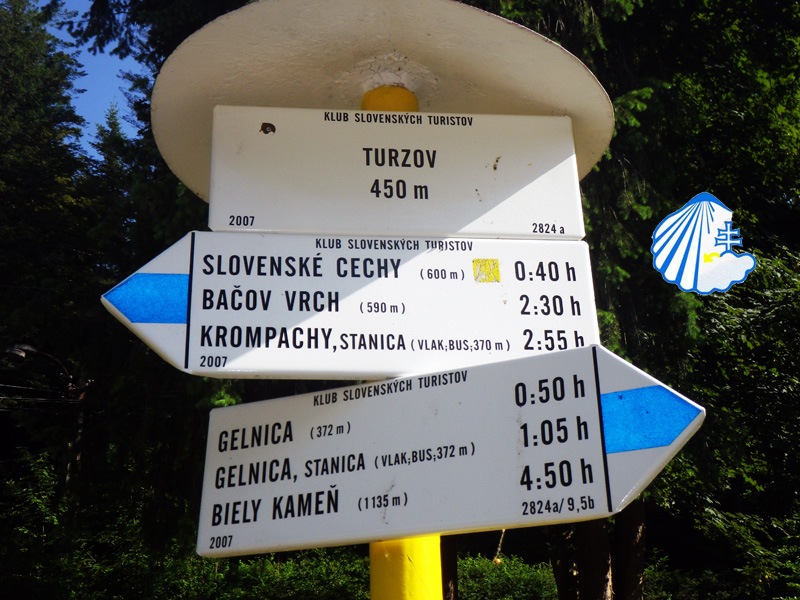 KLUB SLOVENSKÝCH TURISTOV
TURZOV
450 m
2007 2824 a
KLUB SLOVENSKÝCH TURISTOV
SLOVENSKÉ CECHY (600 m) 0:40 h
BAČOV VRCH (590 m) 2:30 h
KROMPACHY, STANICA (VLAK;BUS;370 m) 2:55 h
2007
KLUB SLOVENSKÝCH TURISTOV
GELNICA (372 m) 0:50 h
GELNICA, STANICA (VLAK;BUS;372 m) 1:05 h
BIELY KAMEŇ (1135 m) 4:50 h
2007 2824a/ 9,5b